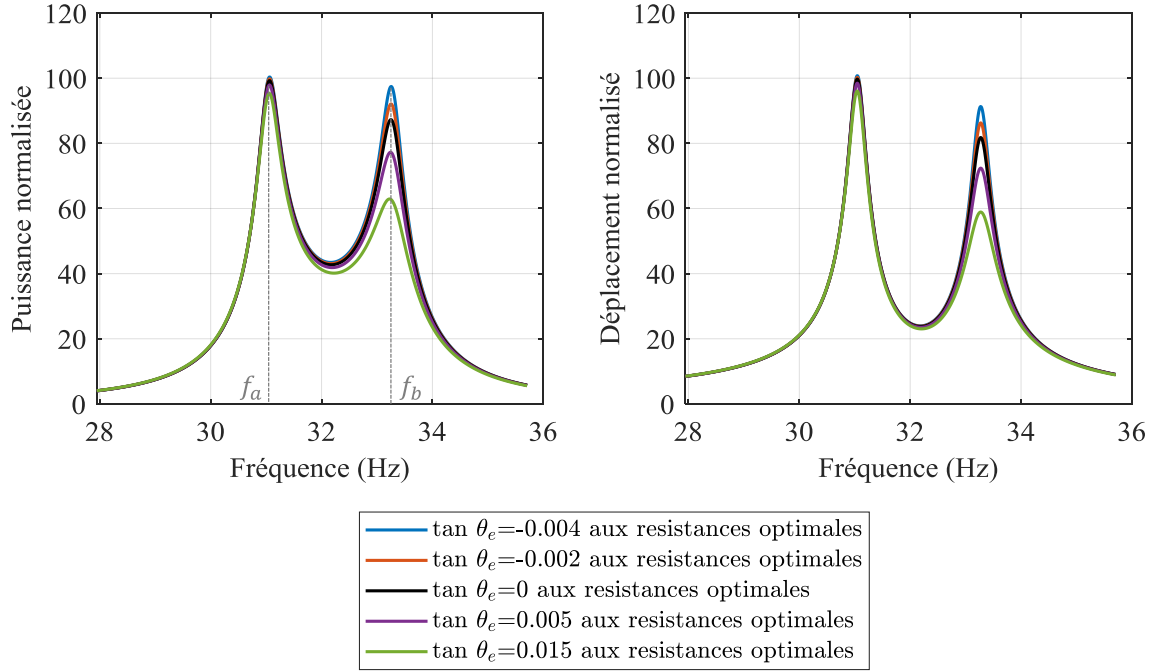 120
100
80
60
40
20
0
28
30
32
34
36
Puissance normalisée
Fréquence (Hz)
f_a
f_b
120
100
80
60
40
20
0
28
30
32
34
36
Déplacement normalisé
Fréquence (Hz)
tan θ_e=-0.004 aux resistances optimales
tan θ_e=-0.002 aux resistances optimales
tan θ_e=0 aux resistances optimales
tan θ_e=0.005 aux resistances optimales
tan θ_e=0.015 aux resistances optimales